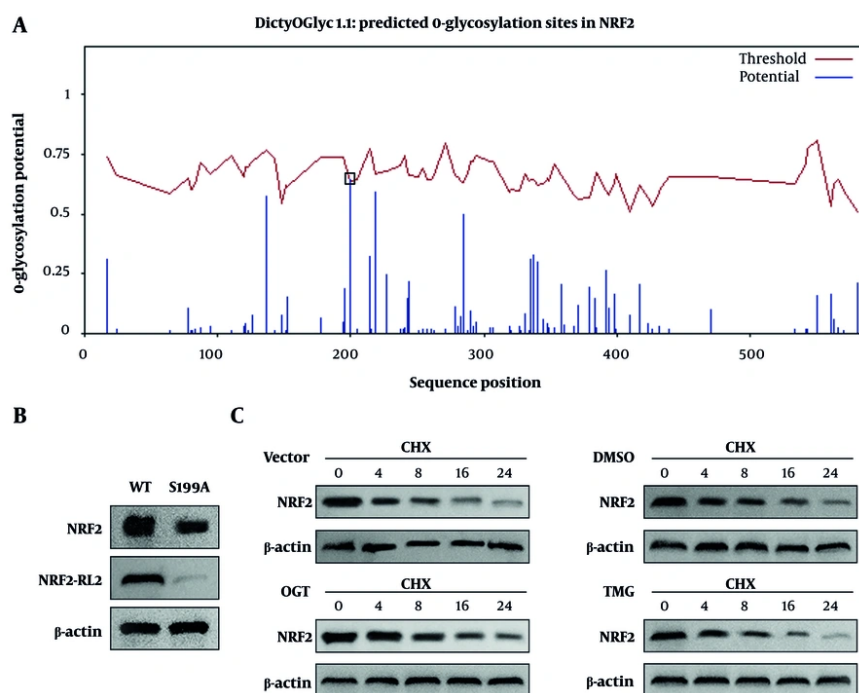 A
DictyOGlyc 1.1: predicted 0-glycosylation sites in NRF2
Threshold
Potential
0-glycosylation potential
1
0.75
0.5
0.25
0
0 100 200 300 400 500
Sequence position
B
WT S199A
NRF2
NRF2-RL2
β-actin
C
CHX
Vector
0 4 8 16 24
NRF2
β-actin
CHX
DMSO
0 4 8 16 24
NRF2
β-actin
CHX
OGT
0 4 8 16 24
NRF2
β-actin
CHX
TMG
0 4 8 16 24
NRF2
β-actin